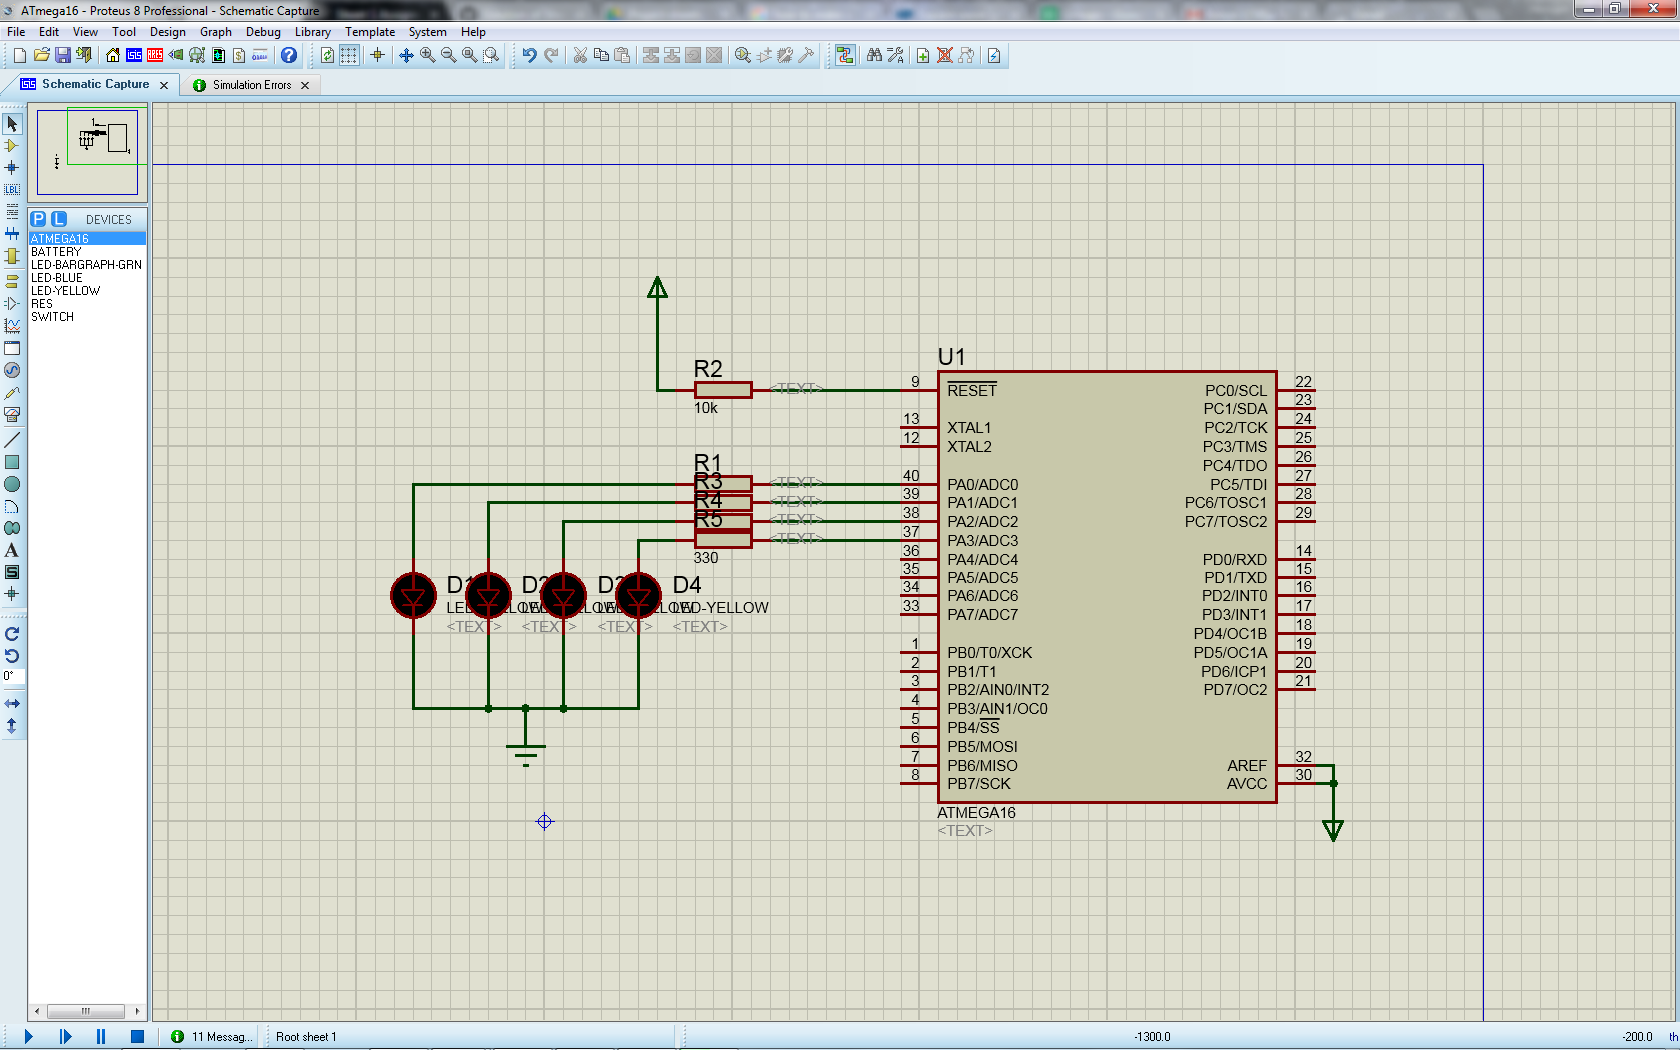 ATmega16 - Proteus 8 Professional - Schematic Capture
File Edit View Tool Graph Debug Library Template System Help
Design
ISIS ARES $ ?
Schematic Capture
Simulation Errors
LBL
P L DEVICES
ATMEGA16
BATTERY
LED-BARGRAPH-GRN
LED-BLUE
LED-YELLOW
RES
SWITCH
A
S
0°
R2
10k
<TEXT>
R1
R3
R4
R5
330
<TEXT>
<TEXT>
<TEXT>
<TEXT>
D1
D2
D3
D4
LED-YELLOW
<TEXT>
<TEXT>
<TEXT>
<TEXT>
U1
9 RESET
13 XTAL1
12 XTAL2
40 PA0/ADC0
39 PA1/ADC1
38 PA2/ADC2
37 PA3/ADC3
36 PA4/ADC4
35 PA5/ADC5
34 PA6/ADC6
33 PA7/ADC7
1 PB0/T0/XCK
2 PB1/T1
3 PB2/AIN0/INT2
4 PB3/AIN1/OC0
5 PB4/SS
6 PB5/MOSI
7 PB6/MISO
8 PB7/SCK
PC0/SCL 22
PC1/SDA 23
PC2/TCK 24
PC3/TMS 25
PC4/TDO 26
PC5/TDI 27
PC6/TOSC1 28
PC7/TOSC2 29
PD0/RXD 14
PD1/TXD 15
PD2/INT0 16
PD3/INT1 17
PD4/OC1B 18
PD5/OC1A 19
PD6/ICP1 20
PD7/OC2 21
AREF 32
AVCC 30
ATMEGA16
<TEXT>
11 Messag...
Root sheet 1
-1300.0
-200.0
th